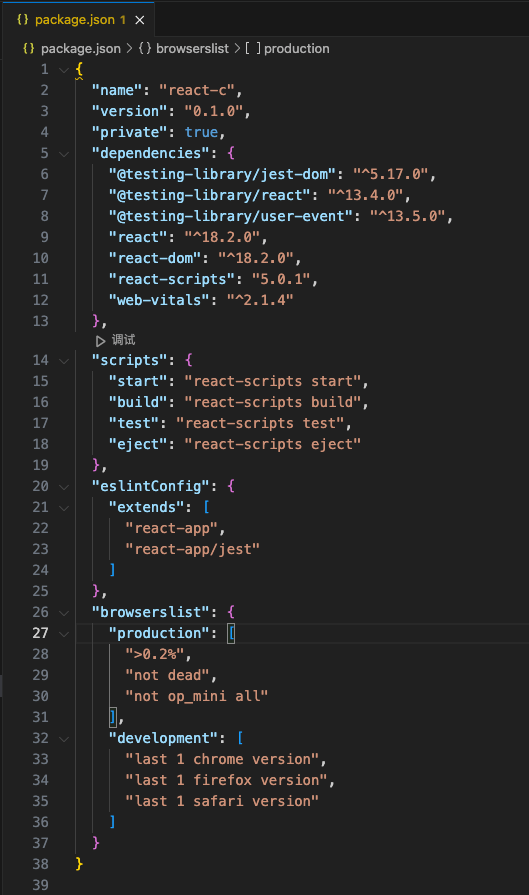 {} package.json 1 ×
{} package.json > {} browserslist > [ ] production
1 {
2 "name": "react-c",
3 "version": "0.1.0",
4 "private": true,
5 "dependencies": {
6 "@testing-library/jest-dom": "^5.17.0",
7 "@testing-library/react": "^13.4.0",
8 "@testing-library/user-event": "^13.5.0",
9 "react": "^18.2.0",
10 "react-dom": "^18.2.0",
11 "react-scripts": "5.0.1",
12 "web-vitals": "^2.1.4"
13 },
调试
14 "scripts": {
15 "start": "react-scripts start",
16 "build": "react-scripts build",
17 "test": "react-scripts test",
18 "eject": "react-scripts eject"
19 },
20 "eslintConfig": {
21 "extends": [
22 "react-app",
23 "react-app/jest"
24 ]
25 },
26 "browserslist": {
27 "production": [
28 ">0.2%",
29 "not dead",
30 "not op_mini all"
31 ],
32 "development": [
33 "last 1 chrome version",
34 "last 1 firefox version",
35 "last 1 safari version"
36 ]
37 }
38 }
39